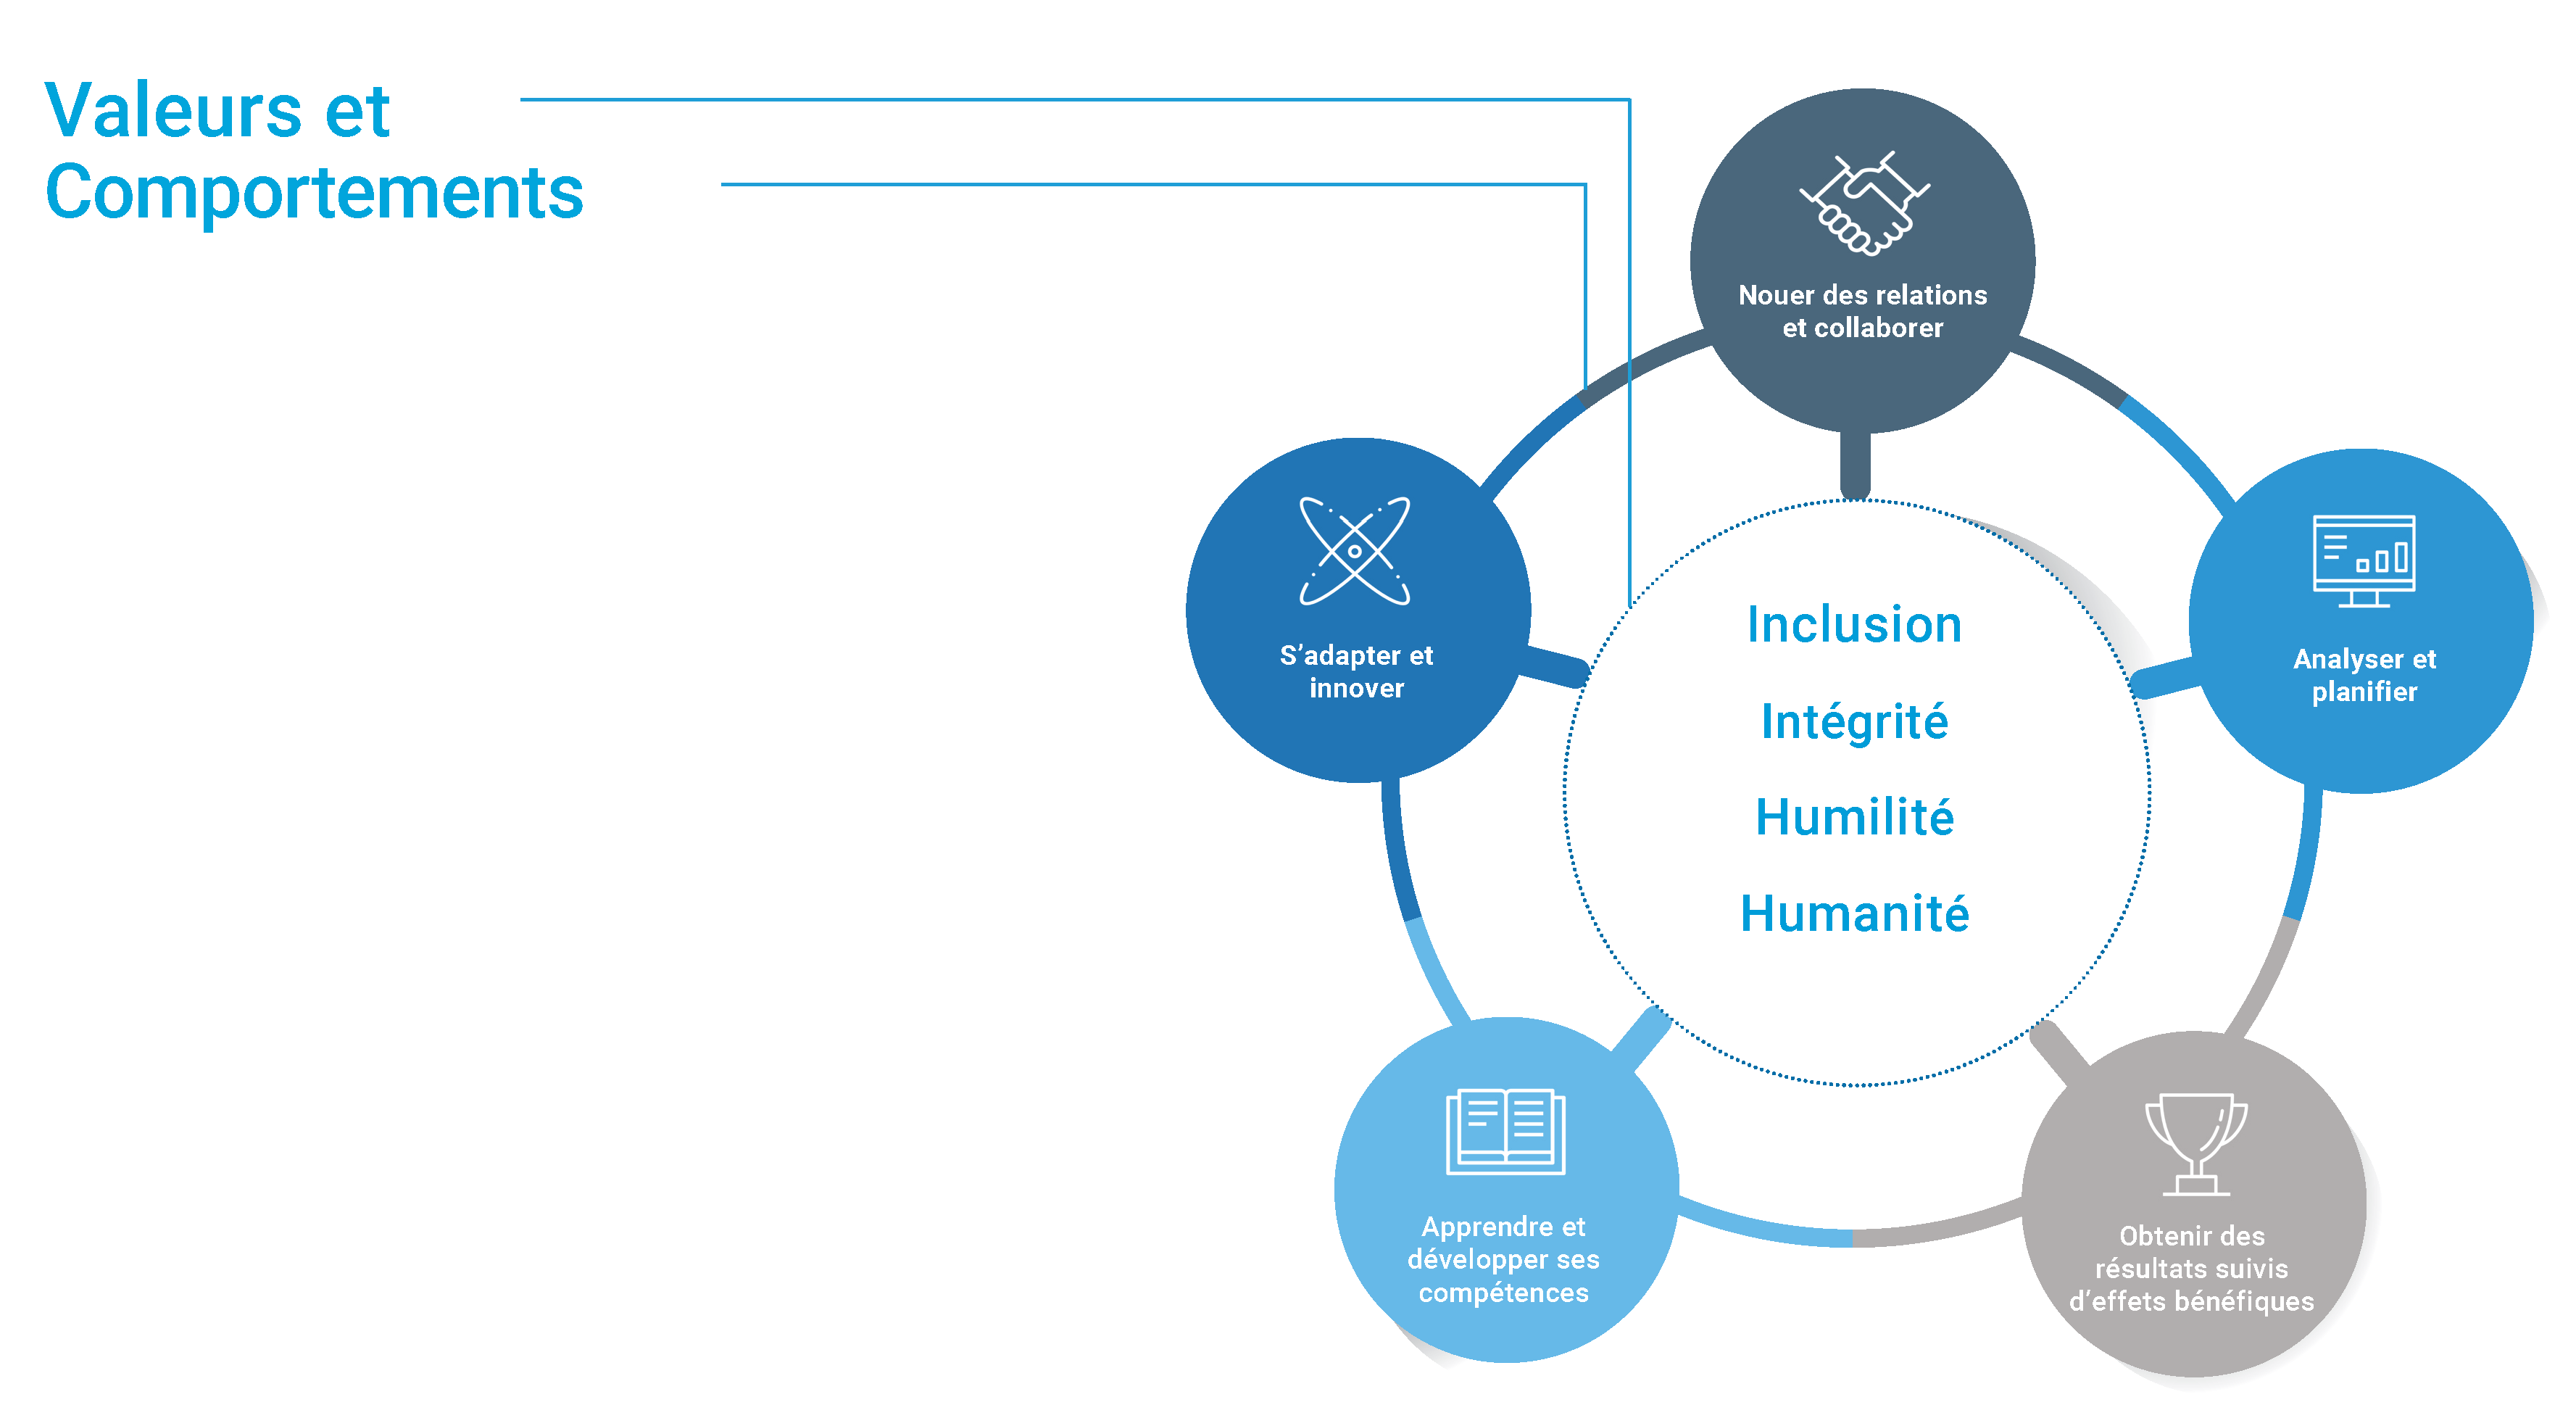 Valeurs et
Comportements
Nouer des relations
et collaborer
S’adapter et
innover
Analyser et
planifier
Inclusion
Intégrité
Humilité
Humanité
Apprendre et
développer ses
compétences
Obtenir des
résultats suivis
d’effets bénéfiques